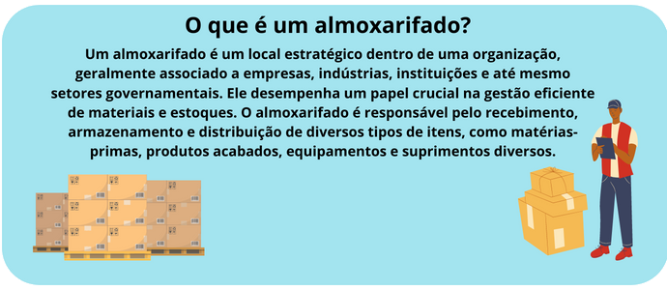 O que é um almoxarifado?
Um almoxarifado é um local estratégico dentro de uma organização,
geralmente associado a empresas, indústrias, instituições e até mesmo
setores governamentais. Ele desempenha um papel crucial na gestão eficiente
de materiais e estoques. O almoxarifado é responsável pelo recebimento,
armazenamento e distribuição de diversos tipos de itens, como matérias-
primas, produtos acabados, equipamentos e suprimentos diversos.